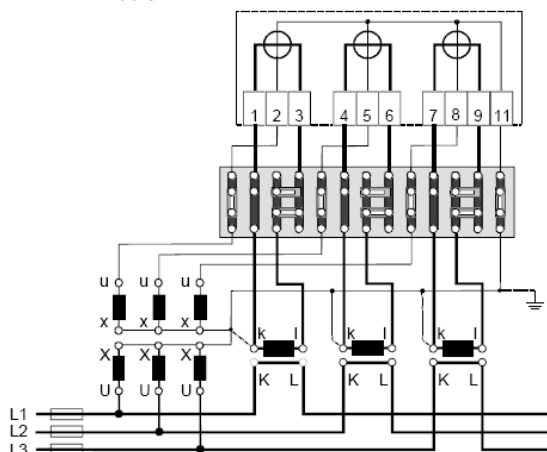 1 2 3 4 5 6 7 8 9 11
u u u
x x x
k l k l k l
X X X
K L K L K L
U U U
L1
L2
L3